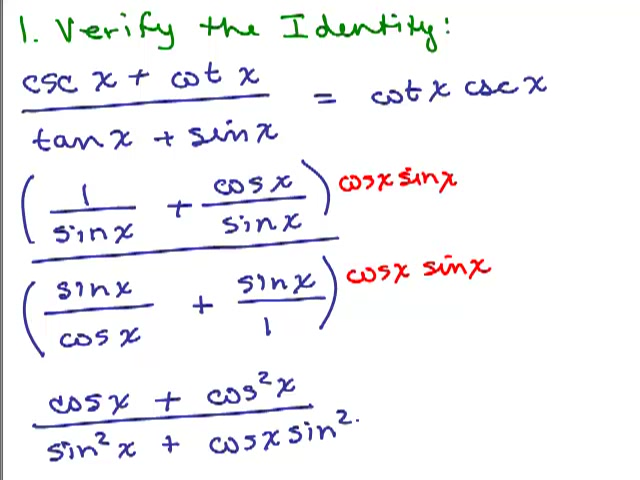 1. Verify the Identity:
csc x + cot x
= cot x csc x
tan x + sin x
( 1 + cos x ) cos x sin x
sin x sin x
( sin x + sin x ) cos x sin x
cos x 1
cos x + cos² x
sin² x + cos x sin²